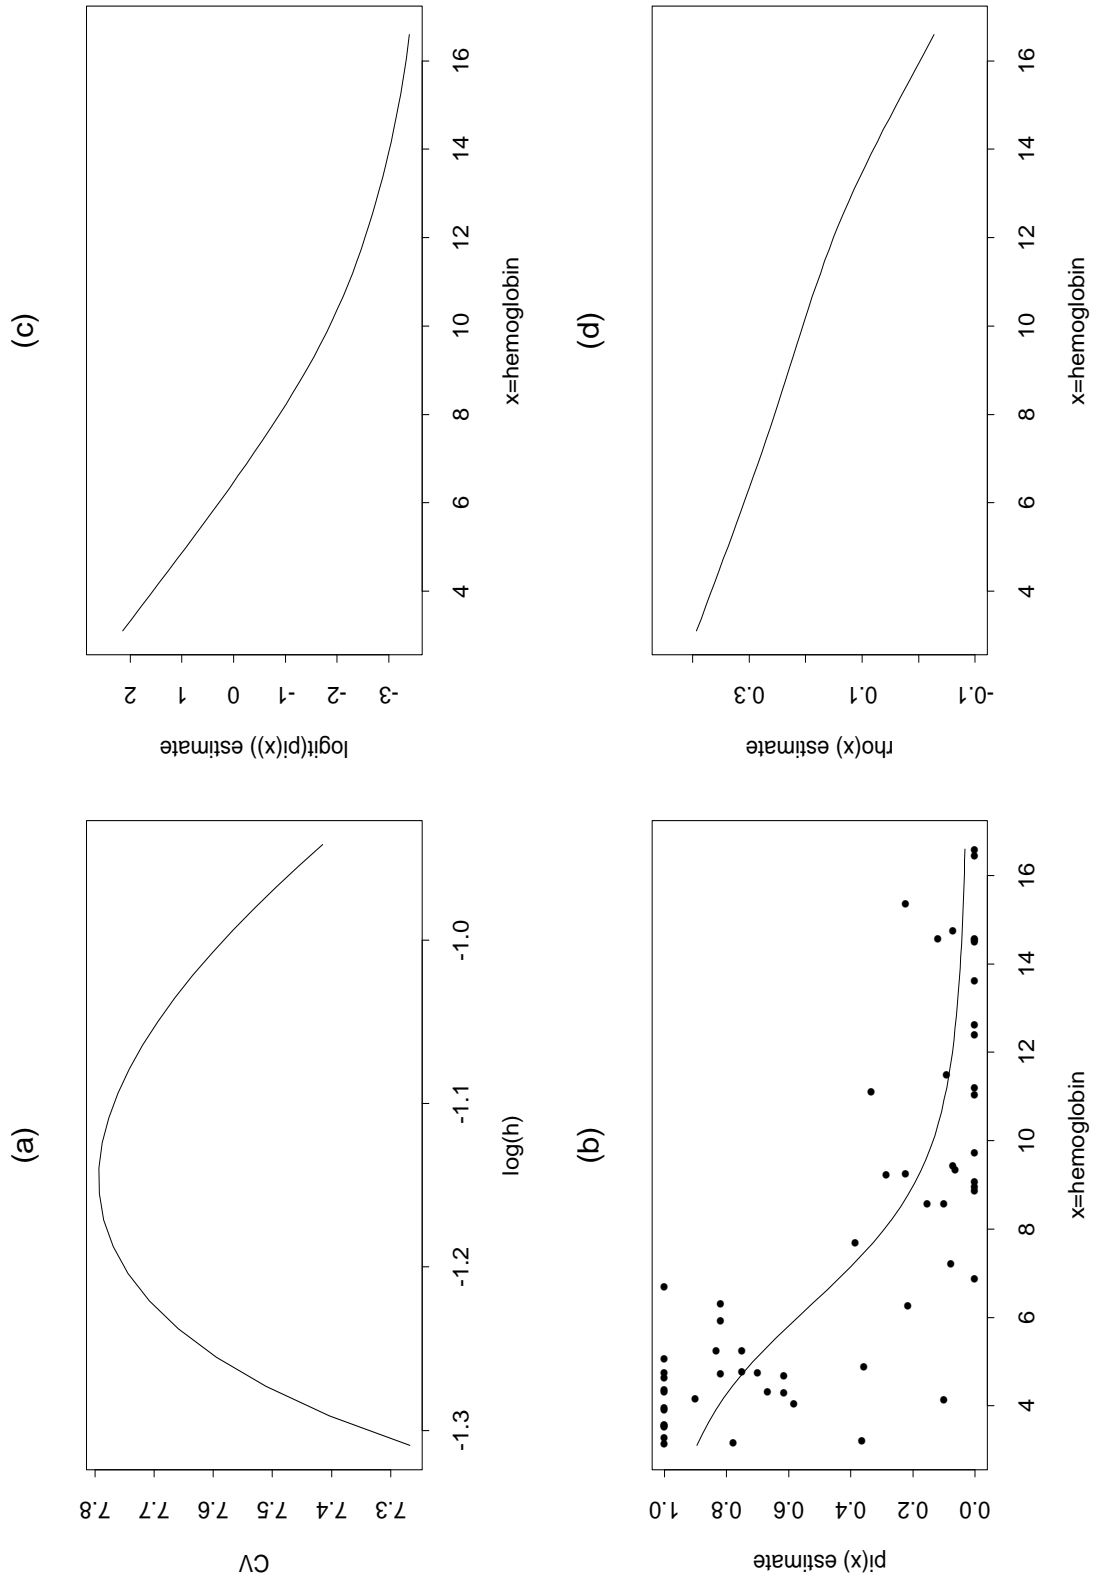 (a)
CV
7.3 7.4 7.5 7.6 7.7 7.8
-1.3 -1.2 -1.1 -1.0
log(h)
(c)
logit(pi(x)) estimate
-3 -2 -1 0 1 2
4 6 8 10 12 14 16
x=hemoglobin
(b)
pi(x) estimate
0.0 0.2 0.4 0.6 0.8 1.0
4 6 8 10 12 14 16
x=hemoglobin
(d)
rho(x) estimate
-0.1 0.1 0.3
4 6 8 10 12 14 16
x=hemoglobin